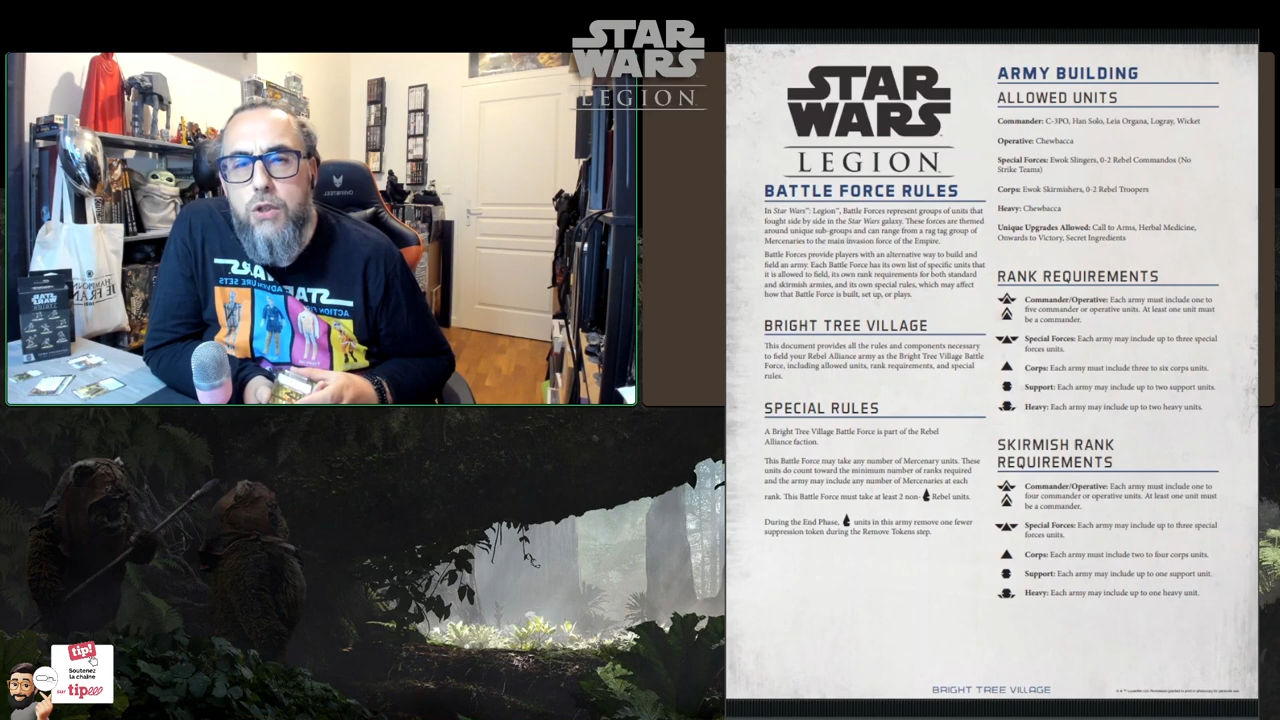 STAR
WARS
LEGION
STAR
WARS
LEGION
BATTLE FORCE RULES
In Star Wars™: Legion™, Battle Forces represent groups of units that
fought side by side in the Star Wars galaxy. These forces are themed
around unique sub-groups and can range from a rag tag group of
Mercenaries to the main invasion force of the Empire.
Battle Forces provide players with an alternative way to build and
field an army. Each Battle Force has its own list of specific units that
it is allowed to field, its own rank requirements for both standard
and skirmish armies, and its own special rules, which may affect
how that Battle Force is built, set up, or plays.
BRIGHT TREE VILLAGE
This document provides all the rules and components necessary
to field your Rebel Alliance army as the Bright Tree Village Battle
Force, including allowed units, rank requirements, and special
rules.
SPECIAL RULES
A Bright Tree Village Battle Force is part of the Rebel
Alliance faction.
This Battle Force may take any number of Mercenary units. These
units do count toward the minimum number of ranks required
and the army may include any number of Mercenaries at each
rank. This Battle Force must take at least 2 non- Rebel units.
During the End Phase, units in this army remove one fewer
suppression token during the Remove Tokens step.
ARMY BUILDING
ALLOWED UNITS
Commander: C-3PO, Han Solo, Leia Organa, Logray, Wicket
Operative: Chewbacca
Special Forces: Ewok Slingers, 0-2 Rebel Commandos (No
Strike Teams)
Corps: Ewok Skirmishers, 0-2 Rebel Troopers
Heavy: Chewbacca
Unique Upgrades Allowed: Call to Arms, Herbal Medicine,
Onwards to Victory, Secret Ingredients
RANK REQUIREMENTS
Commander/Operative: Each army must include one to
five commander or operative units. At least one unit must
be a commander.
Special Forces: Each army may include up to three special
forces units.
Corps: Each army must include three to six corps units.
Support: Each army may include up to two support units.
Heavy: Each army may include up to two heavy units.
SKIRMISH RANK
REQUIREMENTS
Commander/Operative: Each army must include one to
four commander or operative units. At least one unit must
be a commander.
Special Forces: Each army may include up to three special
forces units.
Corps: Each army must include two to four corps units.
Support: Each army may include up to one support unit.
Heavy: Each army may include up to one heavy unit.
BRIGHT TREE VILLAGE
tip!
Soutenez
la chaîne
sur tipeee